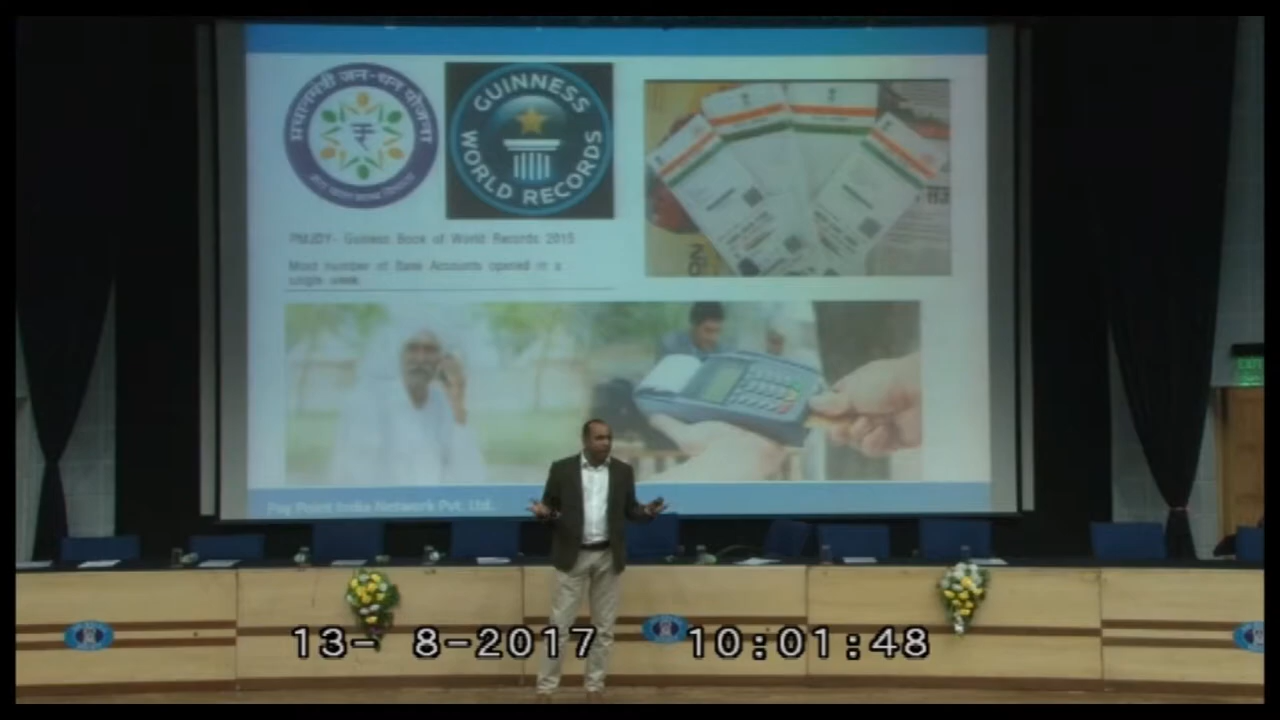 प्रधानमंत्री जन-धन योजना
GUINNESS
WORLD RECORDS
PMJDY- Guiness Book of World Records 2015
Most number of Bank Accounts opened in a
single week
Pay Point India Network Pvt. Ltd.
EXIT
13- 8-2017 10:01:48